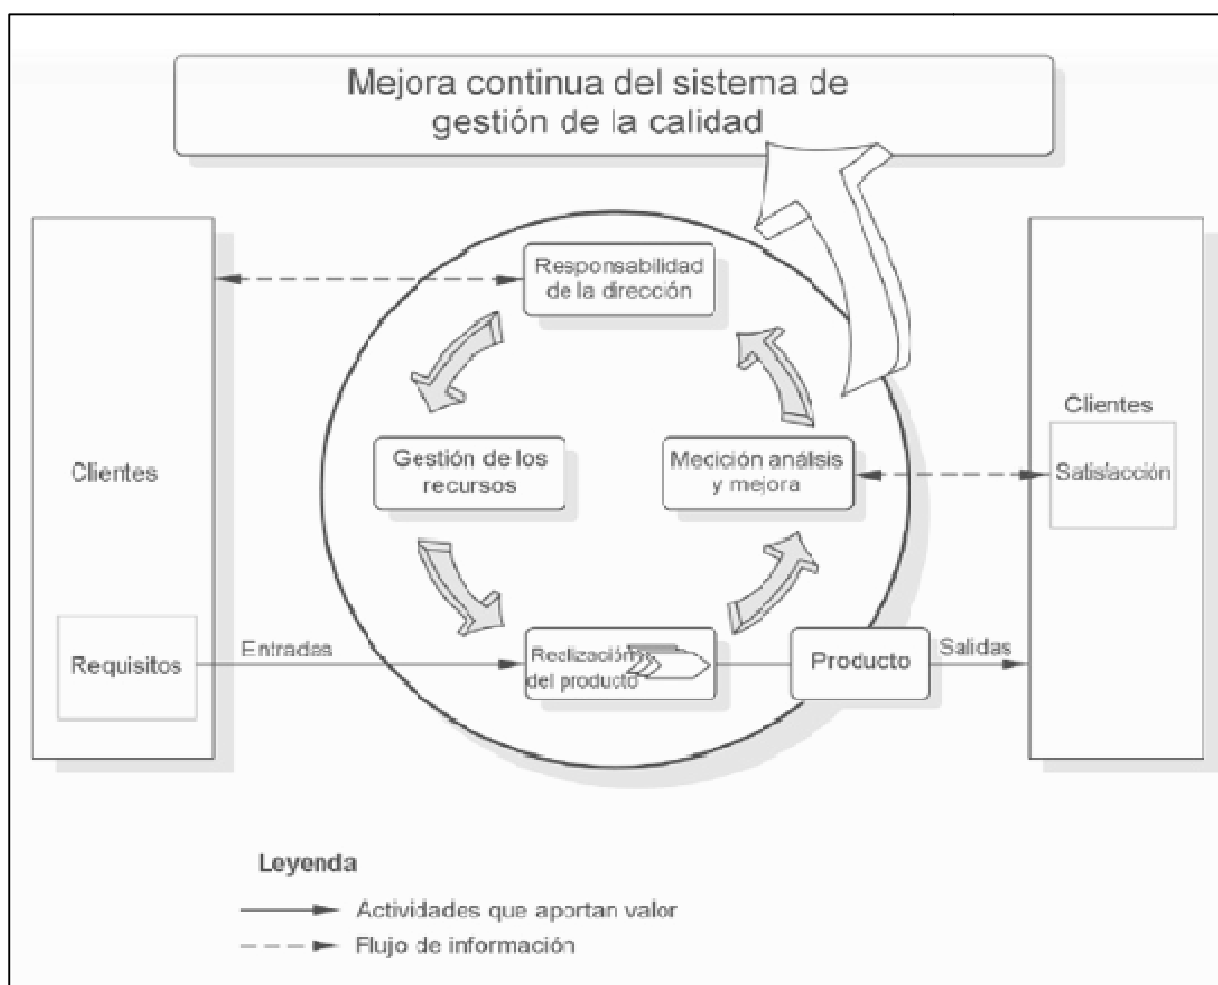 Mejora continua del sistema de
gestión de la calidad
Responsabilidad
de la dirección
Clientes
Gestión de los
recursos
Medición análsis
y mejora
Clientes
Satisfacción
Requisitos
Entradas
Realización
del producto
Producto
Salidas
Leyenda
Actividades que aportan valor
Flujo de información